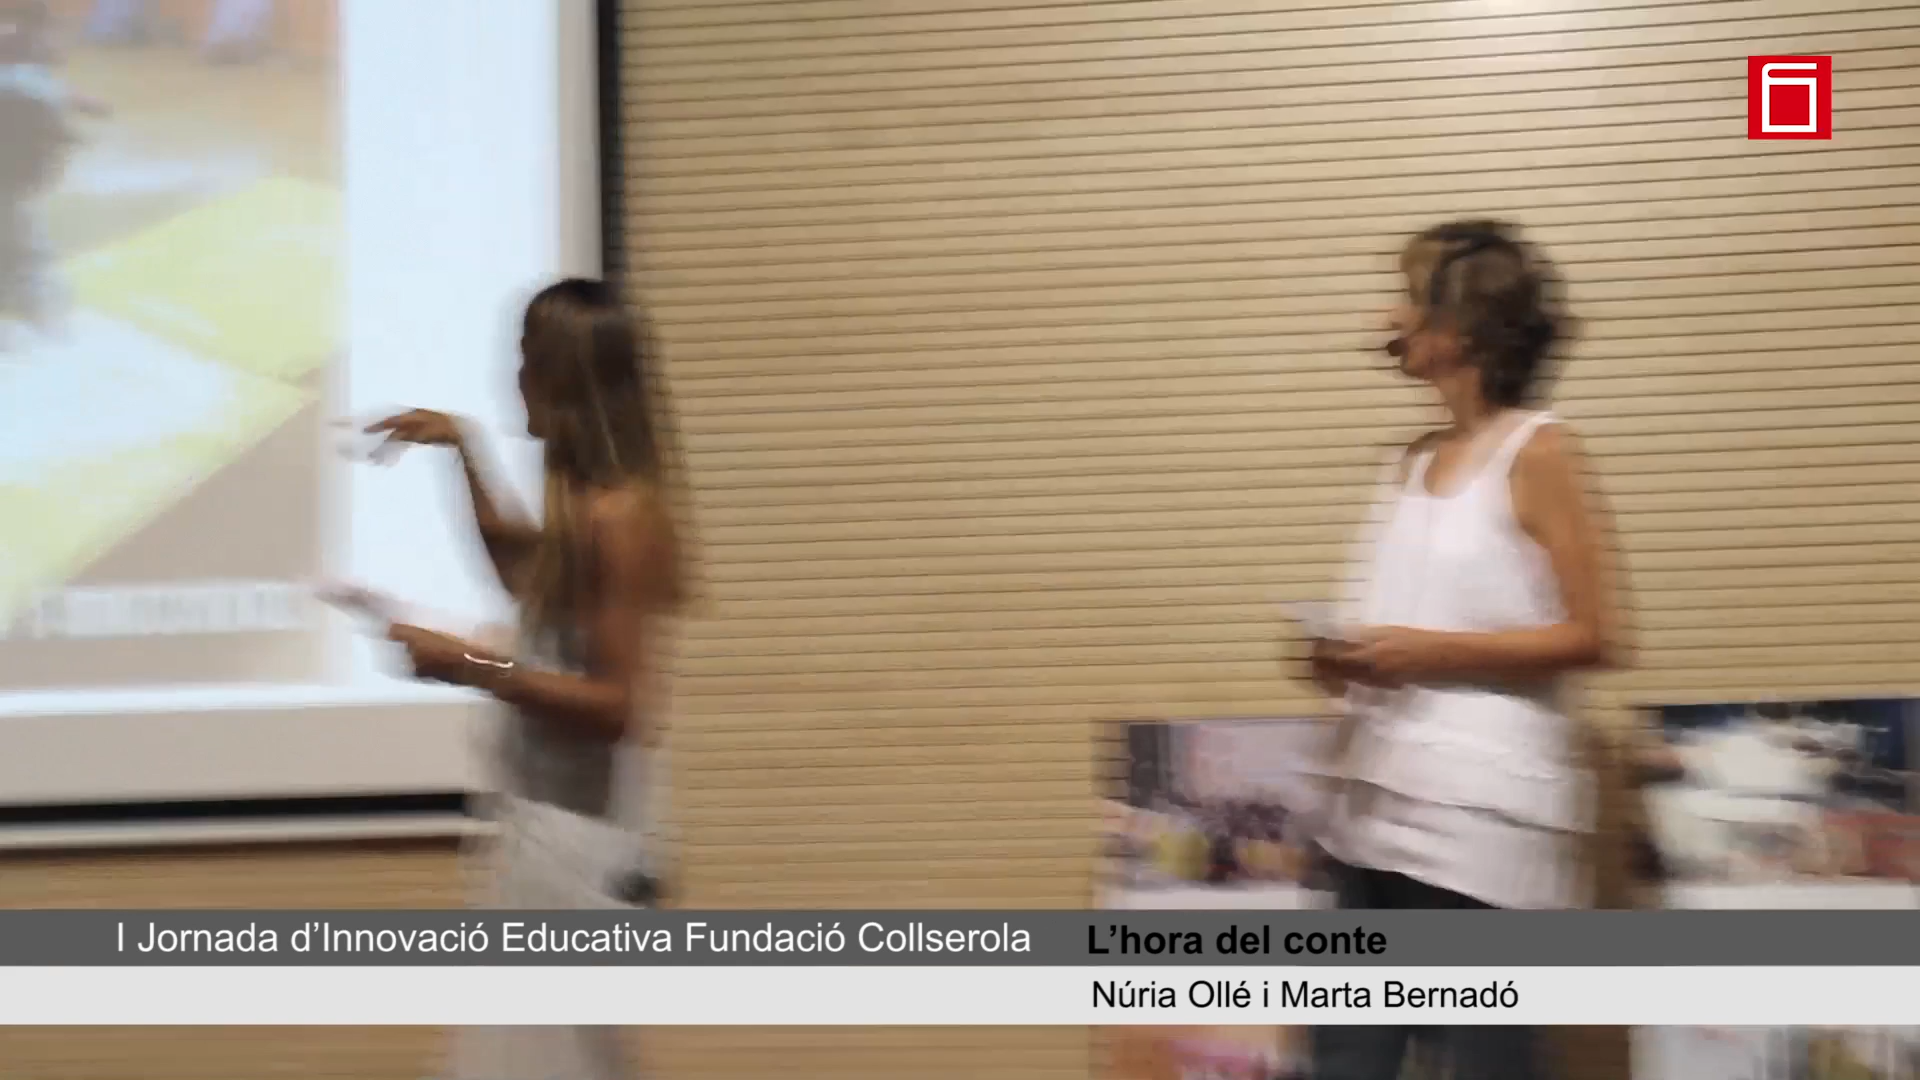 I Jornada d’Innovació Educativa Fundació Collserola
L’hora del conte
Núria Ollé i Marta Bernadó